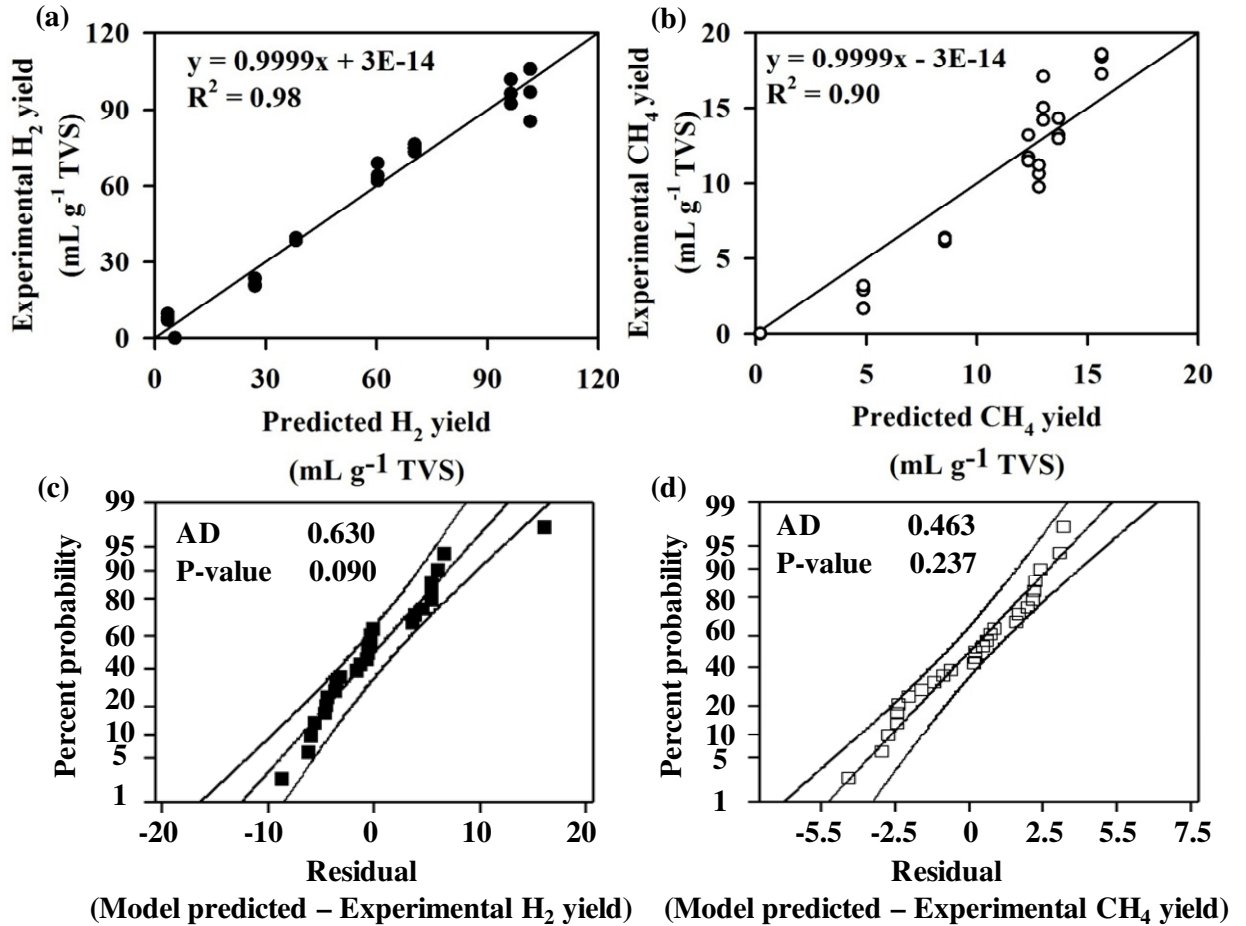 (a)
120
90
60
30
0
Experimental H2 yield
(mL g-1 TVS)
y = 0.9999x + 3E-14
R2 = 0.98
0 30 60 90 120
Predicted H2 yield
(mL g-1 TVS)
(b)
20
15
10
5
0
Experimental CH4 yield
(mL g-1 TVS)
y = 0.9999x - 3E-14
R2 = 0.90
0 5 10 15 20
Predicted CH4 yield
(mL g-1 TVS)
(c)
99
95
90
80
60
40
20
10
5
1
Percent probability
AD 0.630
P-value 0.090
-20 -10 0 10 20
Residual
(Model predicted – Experimental H2 yield)
(d)
99
95
90
80
60
40
20
10
5
1
Percent probability
AD 0.463
P-value 0.237
-5.5 -2.5 0 2.5 5.5 7.5
Residual
(Model predicted – Experimental CH4 yield)